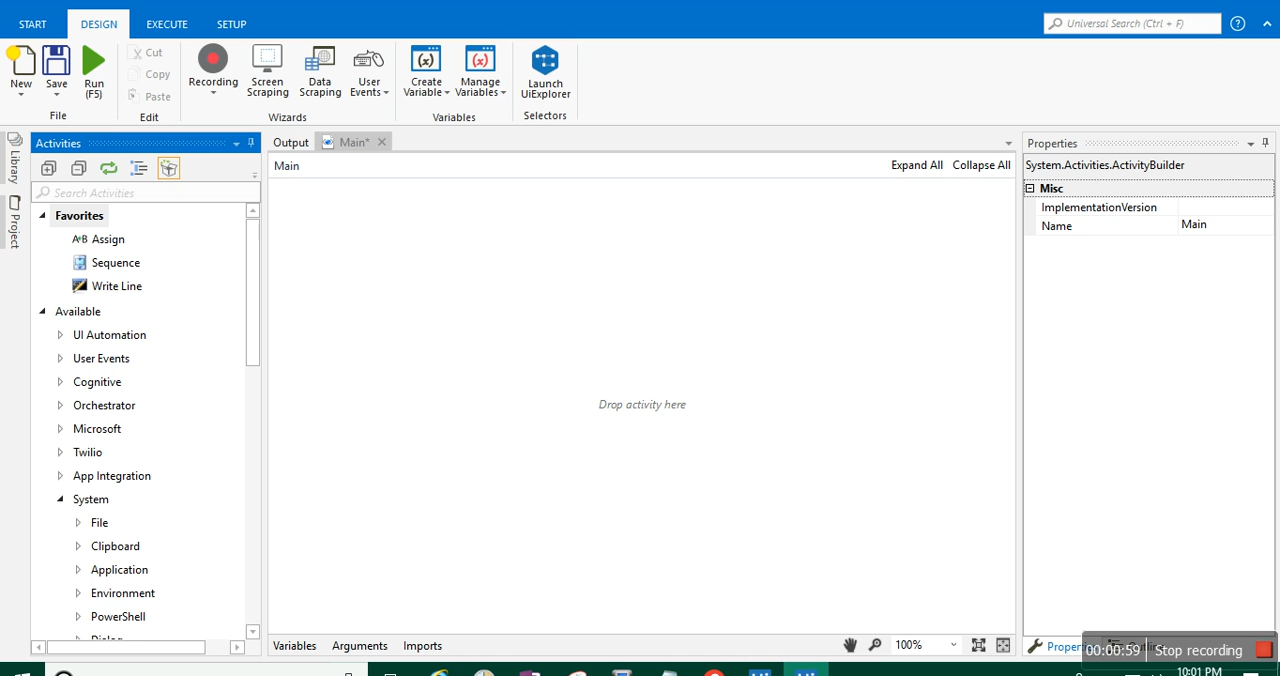 START DESIGN EXECUTE SETUP
Universal Search (Ctrl + F)
New Save Run (F5)
File
Cut
Copy
Paste
Edit
Recording
Screen Scraping
Data Scraping
User Events
Wizards
Create Variable
Manage Variables
Variables
Launch UiExplorer
Selectors
Library
Project
Activities
Search Activities
Favorites
A+B Assign
Sequence
Write Line
Available
UI Automation
User Events
Cognitive
Orchestrator
Microsoft
Twilio
App Integration
System
File
Clipboard
Application
Environment
PowerShell
Dialog
Output Main*
Main Expand All Collapse All
Drop activity here
Variables Arguments Imports 100%
Properties
System.Activities.ActivityBuilder
Misc
ImplementationVersion
Name Main
00:00:59 Stop recording
10:01 PM